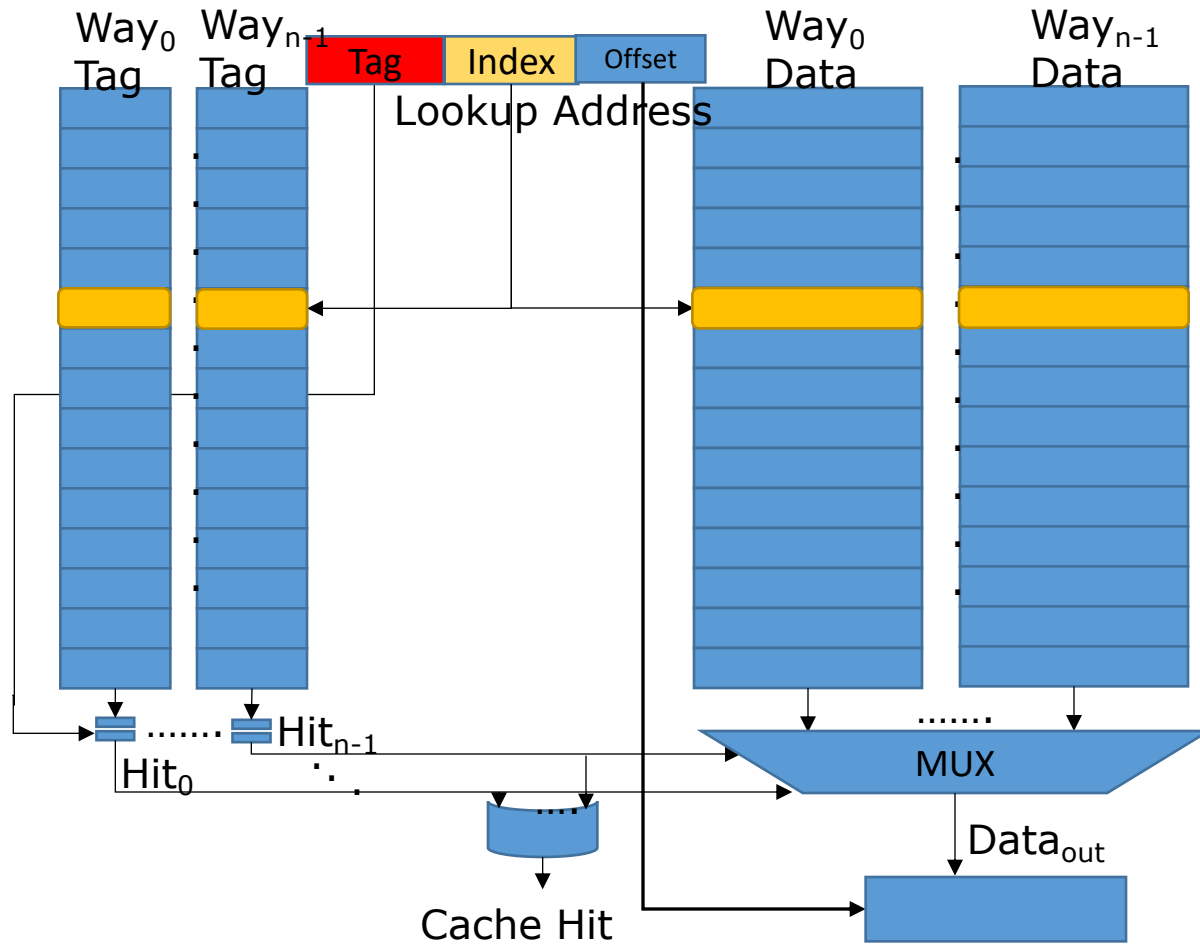 Way0
Tag
Wayn-1
Tag
Tag Index Offset
Lookup Address
Way0
Data
Wayn-1
Data
.......
Hitn-1
Hit0
....
.......
MUX
Dataout
Cache Hit